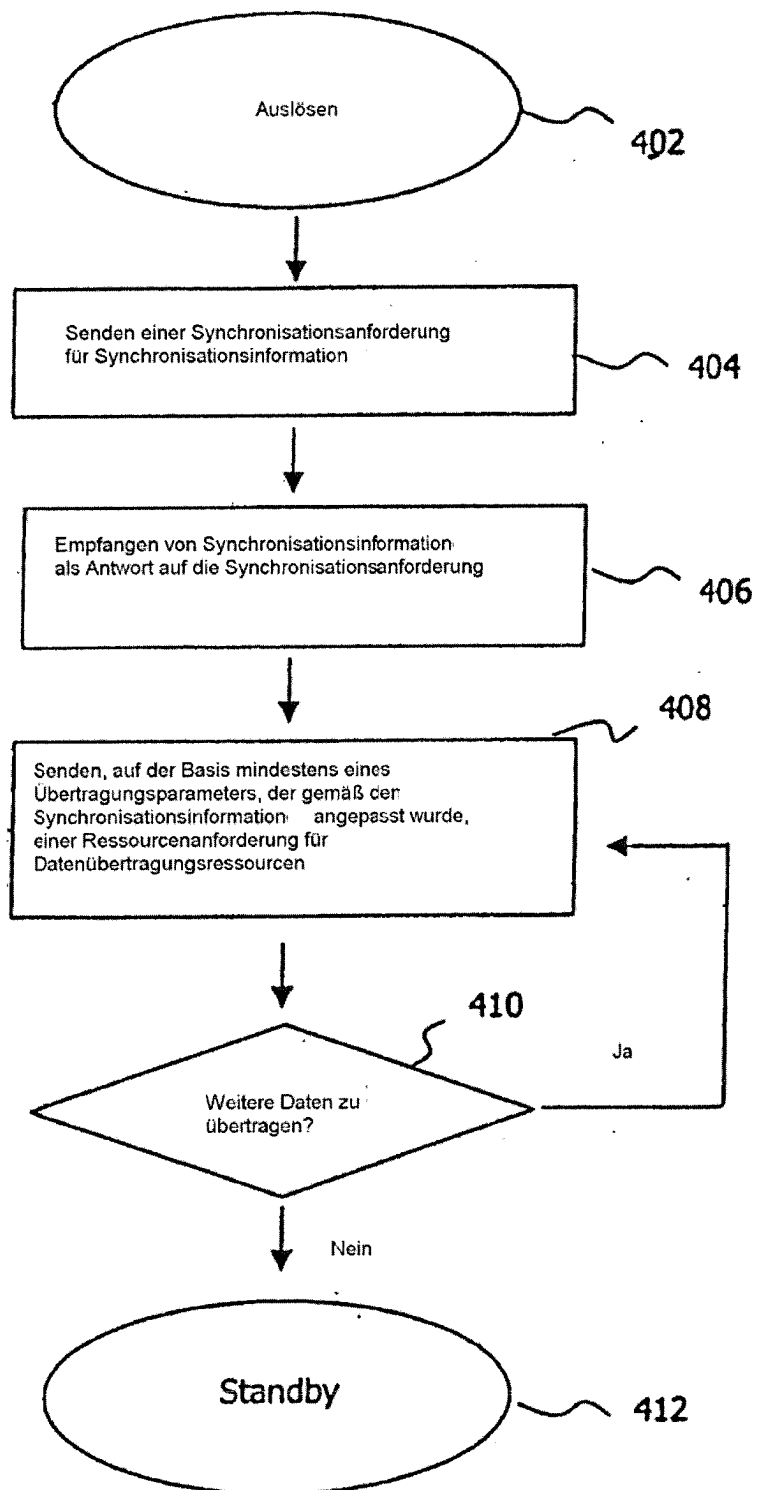 Auslösen
402
Senden einer Synchronisationsanforderung
für Synchronisationsinformation
404
Empfangen von Synchronisationsinformation
als Antwort auf die Synchronisationsanforderung
406
408
Senden, auf der Basis mindestens eines
Übertragungsparameters, der gemäß der
Synchronisationsinformation angepasst wurde,
einer Ressourcenanforderung für
Datenübertragungsressourcen
410
Ja
Weitere Daten zu
übertragen?
Nein
Standby
412